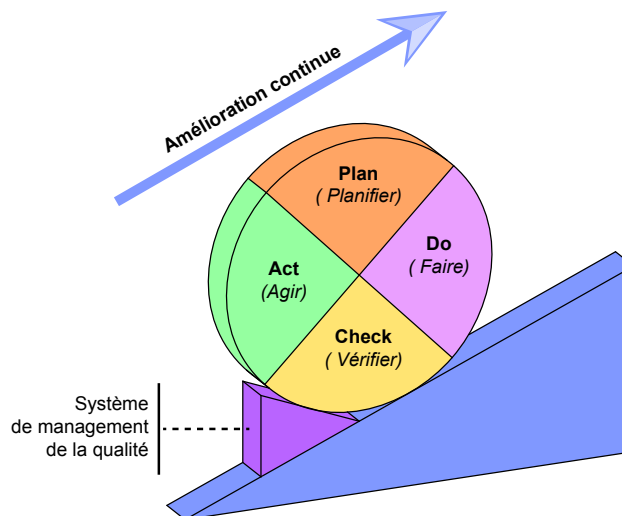 Amélioration continue
Plan
( Planifier)
Do
( Faire)
Act
(Agir)
Check
( Vérifier)
Système
de management
de la qualité